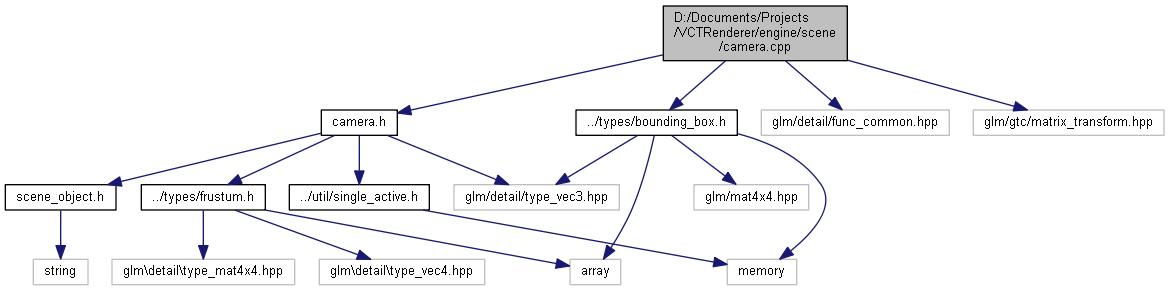 D:/Documents/Projects
/VCTRenderer/engine/scene
/camera.cpp
camera.h
../types/bounding_box.h
glm/detail/func_common.hpp
glm/gtc/matrix_transform.hpp
scene_object.h
../types/frustum.h
../util/single_active.h
glm/detail/type_vec3.hpp
glm/mat4x4.hpp
string
glm\detail\type_mat4x4.hpp
glm\detail\type_vec4.hpp
array
memory